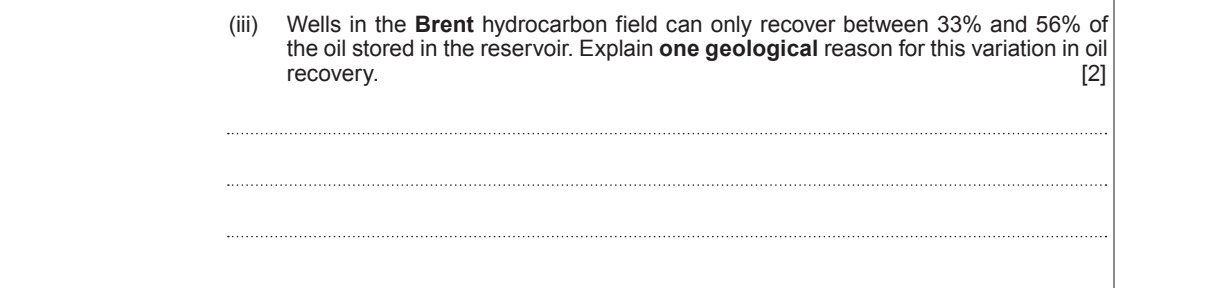 (iii) Wells in the Brent hydrocarbon field can only recover between 33% and 56% of
the oil stored in the reservoir. Explain one geological reason for this variation in oil
recovery. [2]